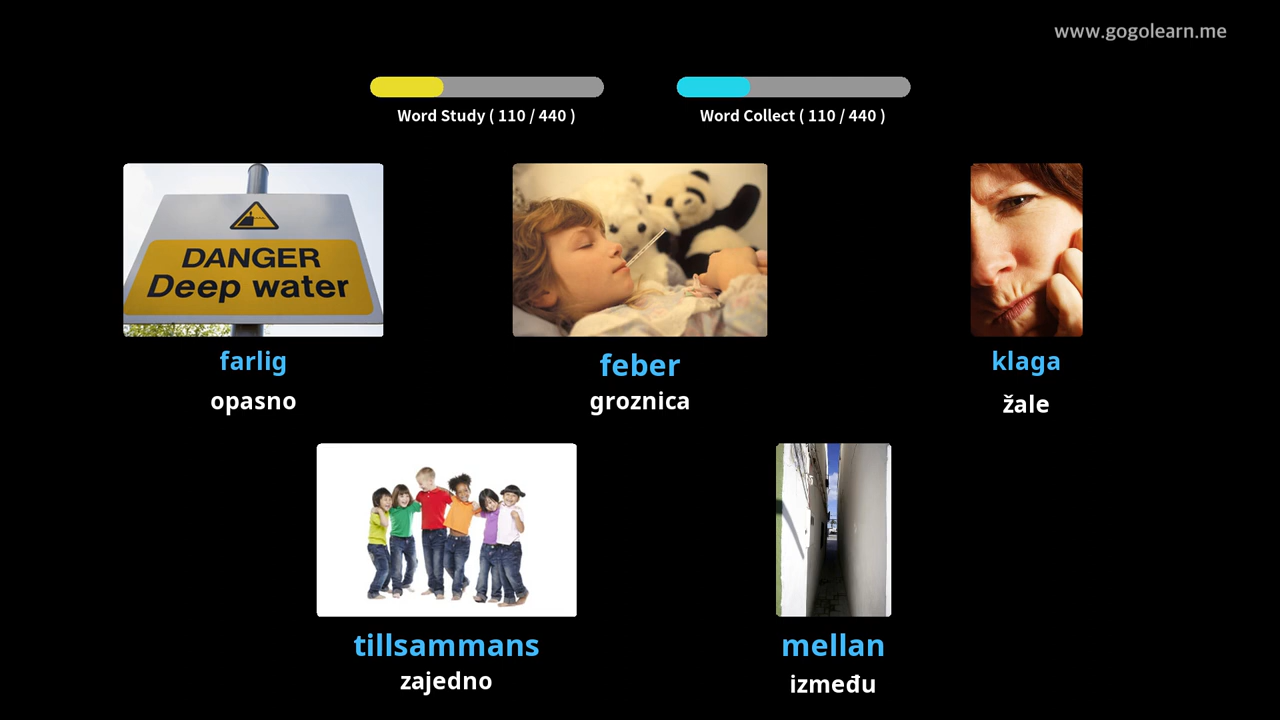 www.gogolearn.me
Word Study ( 110 / 440 )
Word Collect ( 110 / 440 )
DANGER
Deep water
farlig
feber
klaga
opasno
groznica
žale
tillsammans
mellan
zajedno
između